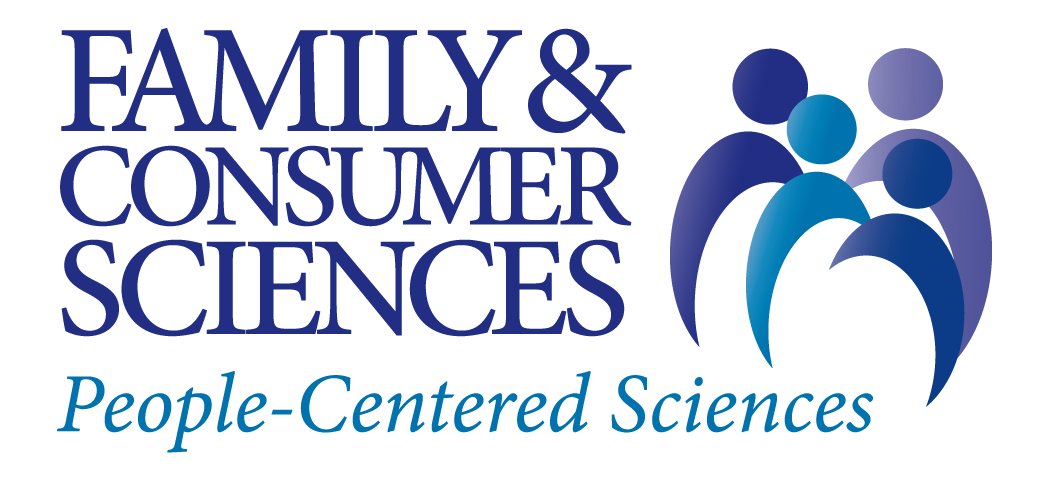 FAMILY &
CONSUMER
SCIENCES
People-Centered Sciences